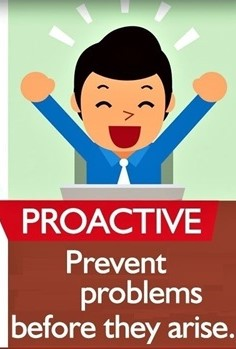 PROACTIVE
Prevent
problems
before they arise.